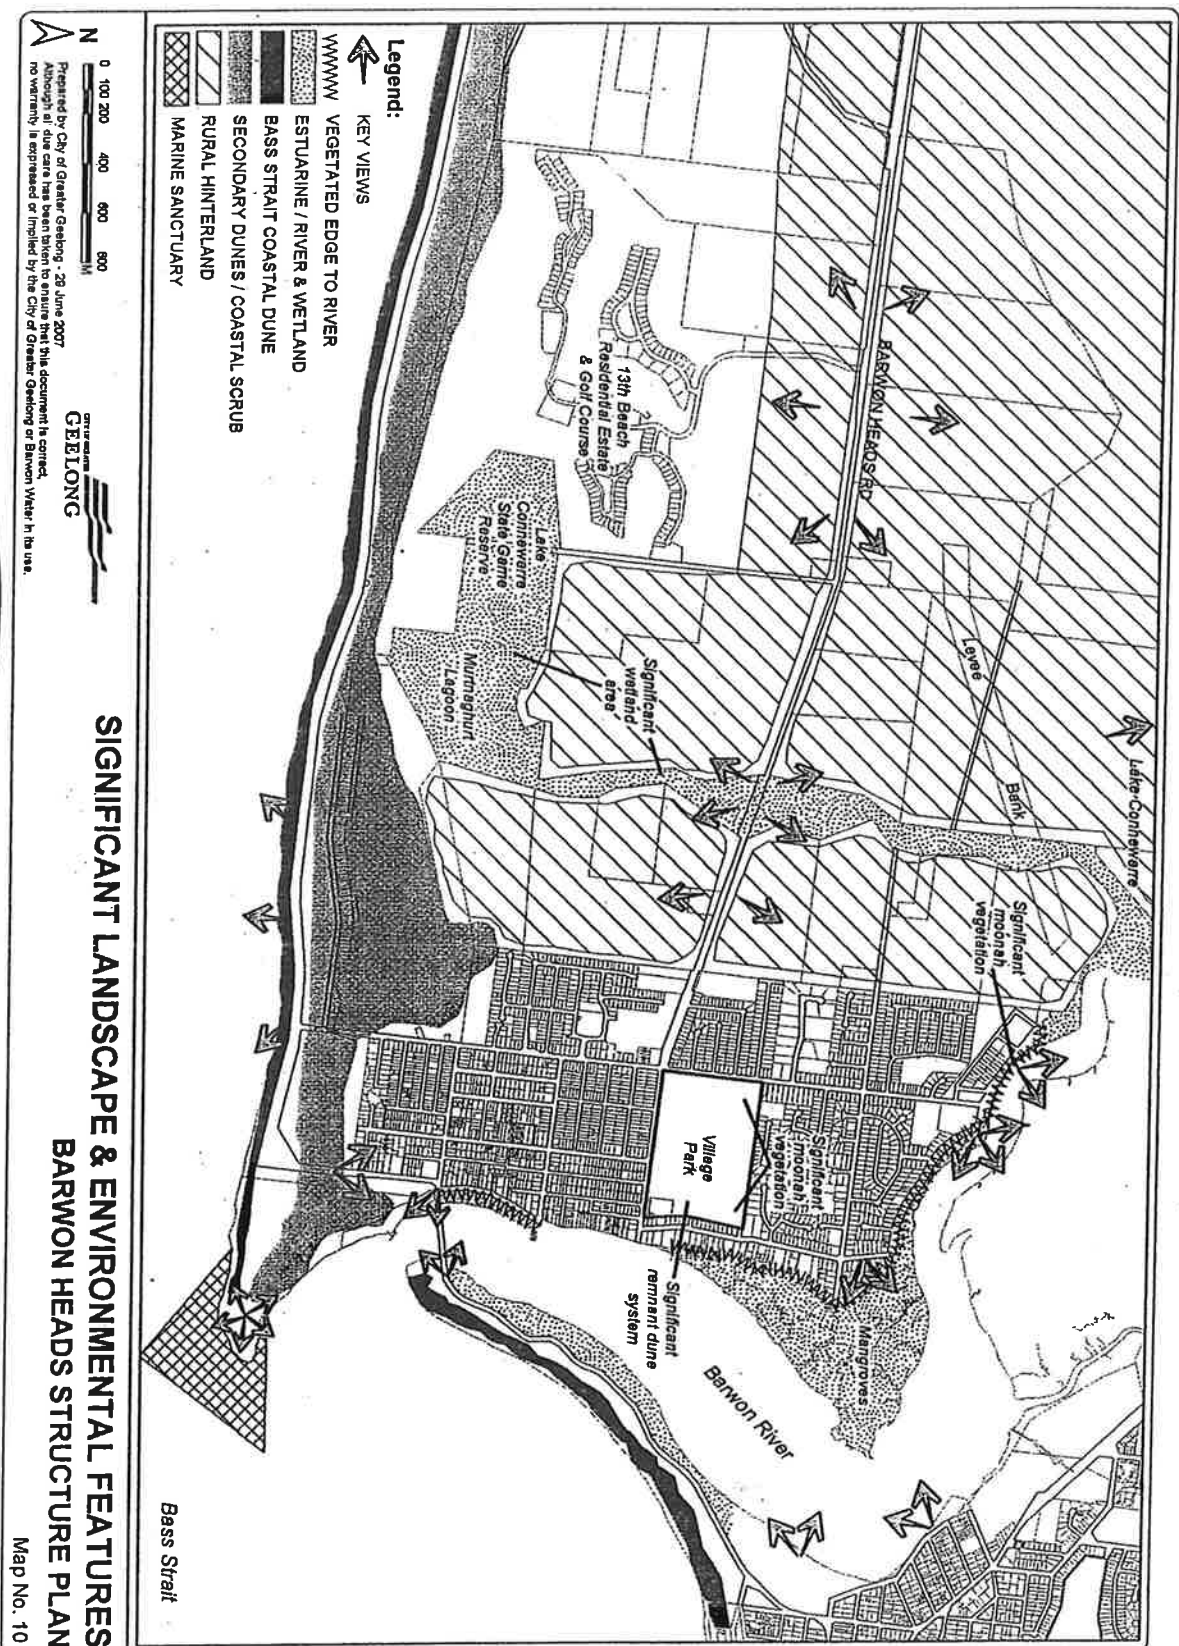 Legend:
KEY VIEWS
VEGETATED EDGE TO RIVER
ESTUARINE / RIVER & WETLAND
BASS STRAIT COASTAL DUNE
SECONDARY DUNES / COASTAL SCRUB
RURAL HINTERLAND
MARINE SANCTUARY
BARWON HEADS RD
13th Beach
Residential Estate
& Golf Course
Lake
Connewarre
State Game
Reserve
Murtnaghurt
Lagoon
Significant
wetland
area
Levee
Bank
Lake Connewarre
Significant
moonah
vegetation
Significant
moonah
vegetation
Village
Park
Significant
remnant dune
system
Mangroves
Barwon River
Bass Strait
N
0 100 200 400 600 800
M
Prepared by City of Greater Geelong - 29 June 2007
Although all due care has been taken to ensure that this document is correct,
no warranty is expressed or implied by the City of Greater Geelong or Barwon Water in its use.
GEELONG
SIGNIFICANT LANDSCAPE & ENVIRONMENTAL FEATURES
BARWON HEADS STRUCTURE PLAN
Map No. 10